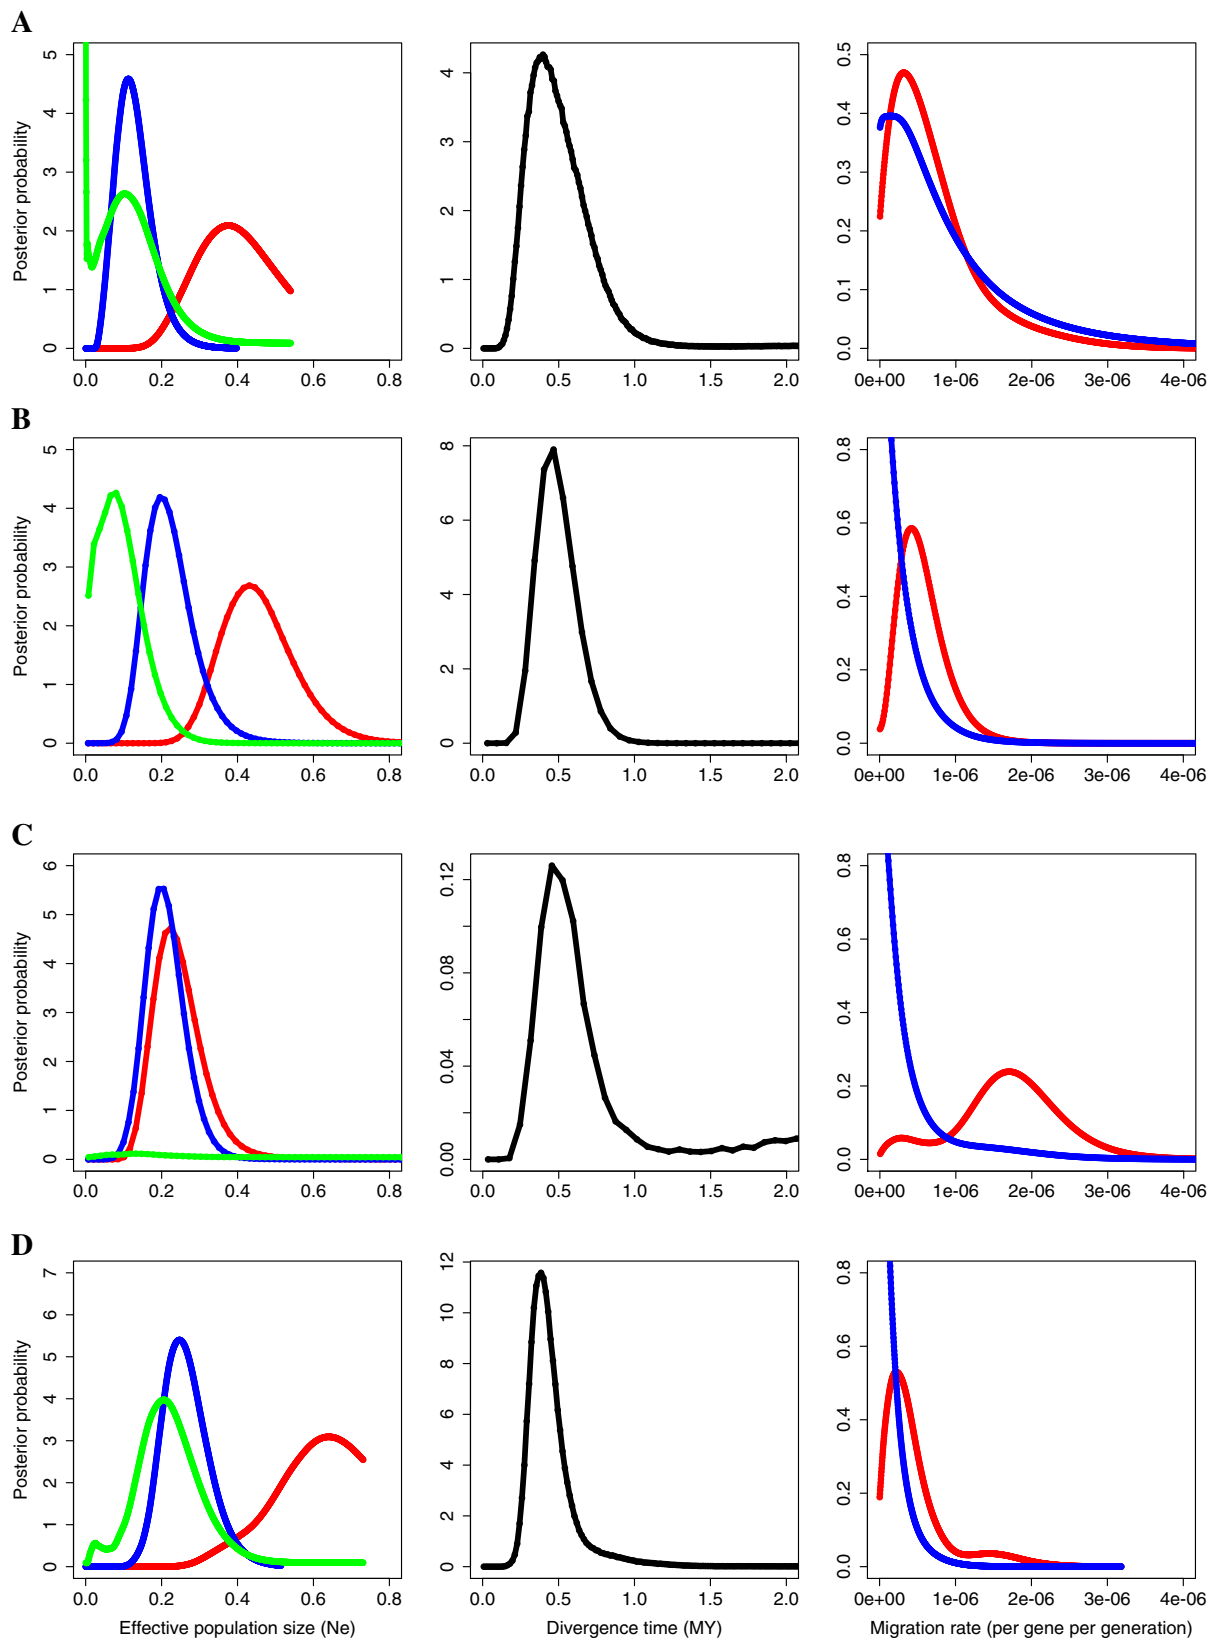 A
Posterior probability
0 1 2 3 4 5
0.0 0.2 0.4 0.6 0.8
0 1 2 3 4
0.0 0.5 1.0 1.5 2.0
0.0 0.1 0.2 0.3 0.4 0.5
0e+00 1e-06 2e-06 3e-06 4e-06
B
Posterior probability
0 1 2 3 4 5
0.0 0.2 0.4 0.6 0.8
0 2 4 6 8
0.0 0.5 1.0 1.5 2.0
0.0 0.2 0.4 0.6 0.8
0e+00 1e-06 2e-06 3e-06 4e-06
C
Posterior probability
0 1 2 3 4 5 6
0.0 0.2 0.4 0.6 0.8
0.00 0.04 0.08 0.12
0.0 0.5 1.0 1.5 2.0
0.0 0.2 0.4 0.6 0.8
0e+00 1e-06 2e-06 3e-06 4e-06
D
Posterior probability
0 1 2 3 4 5 6 7
0.0 0.2 0.4 0.6 0.8
Effective population size (Ne)
0 2 4 6 8 10 12
0.0 0.5 1.0 1.5 2.0
Divergence time (MY)
0.0 0.2 0.4 0.6 0.8
0e+00 1e-06 2e-06 3e-06 4e-06
Migration rate (per gene per generation)